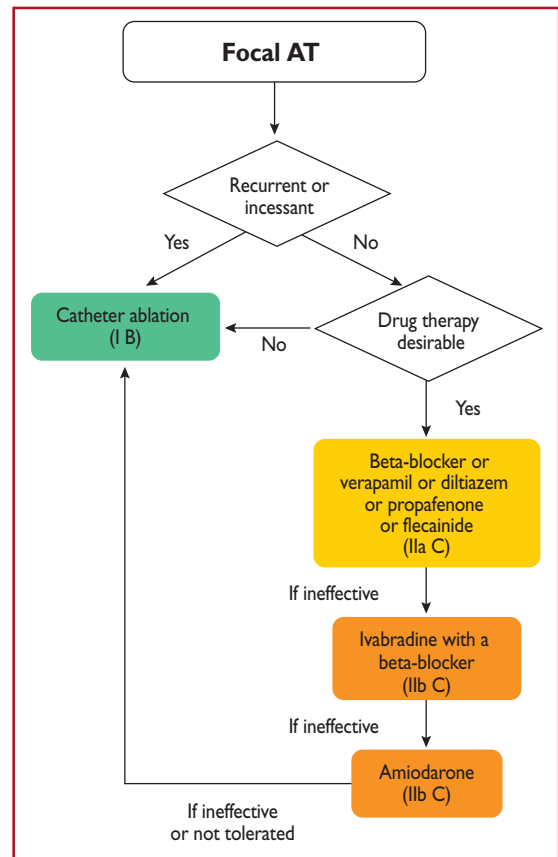 Focal AT
Recurrent or
incessant
Yes
No
Catheter ablation
(I B)
No
Drug therapy
desirable
Yes
Beta-blocker or
verapamil or diltiazem
or propafenone
or flecainide
(IIa C)
If ineffective
Ivabradine with a
beta-blocker
(IIb C)
If ineffective
Amiodarone
(IIb C)
If ineffective
or not tolerated